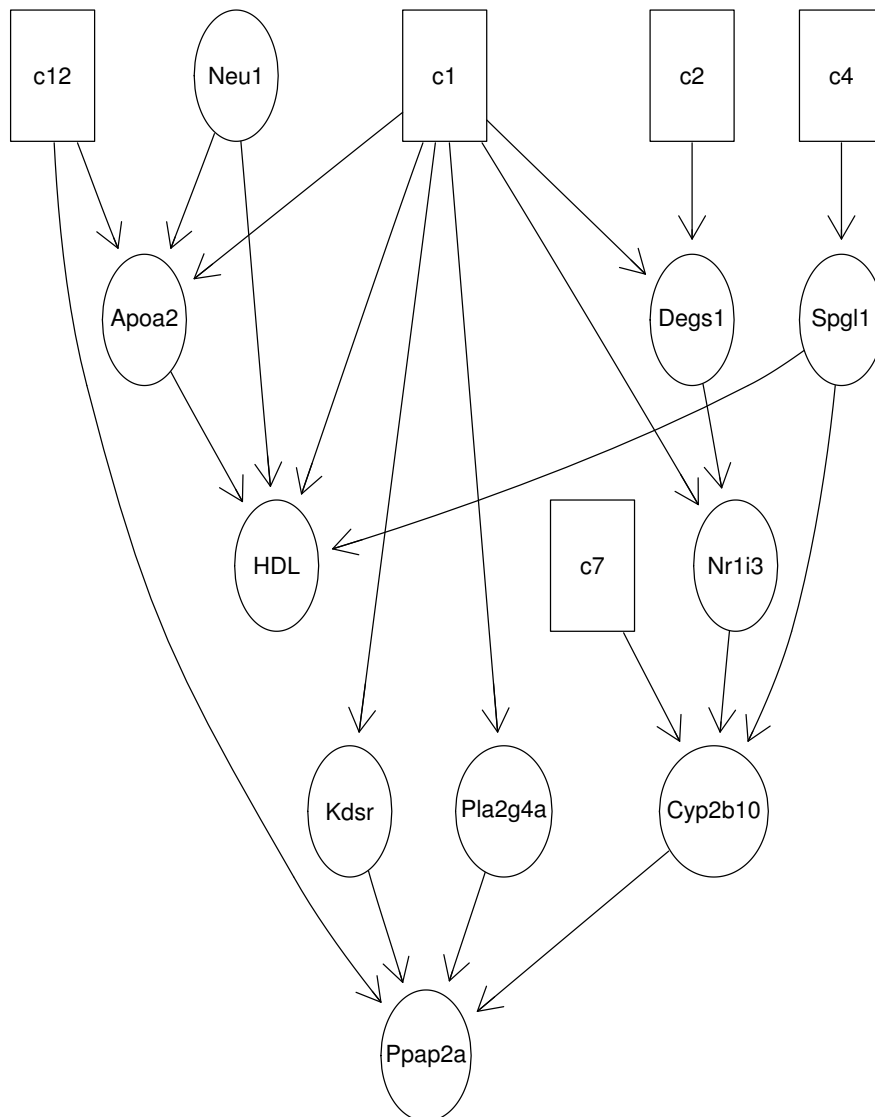 c12
Neu1
c1
c2
c4
Apoa2
Degs1
Spgl1
HDL
c7
Nr1i3
Kdsr
Pla2g4a
Cyp2b10
Ppap2a